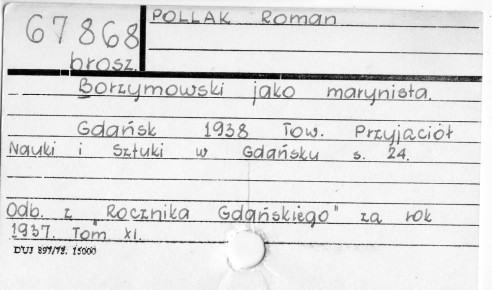 67868
brosz.
POLLAK Roman
Borzymowski jako marynista.
Gdańsk 1938 Tow. Przyjaciół
Nauki i Sztuki w Gdańsku s. 24.
Odb. z "Rocznika Gdańskiego" za rok
1937. Tom XI.
DUJ 897/72. 15000